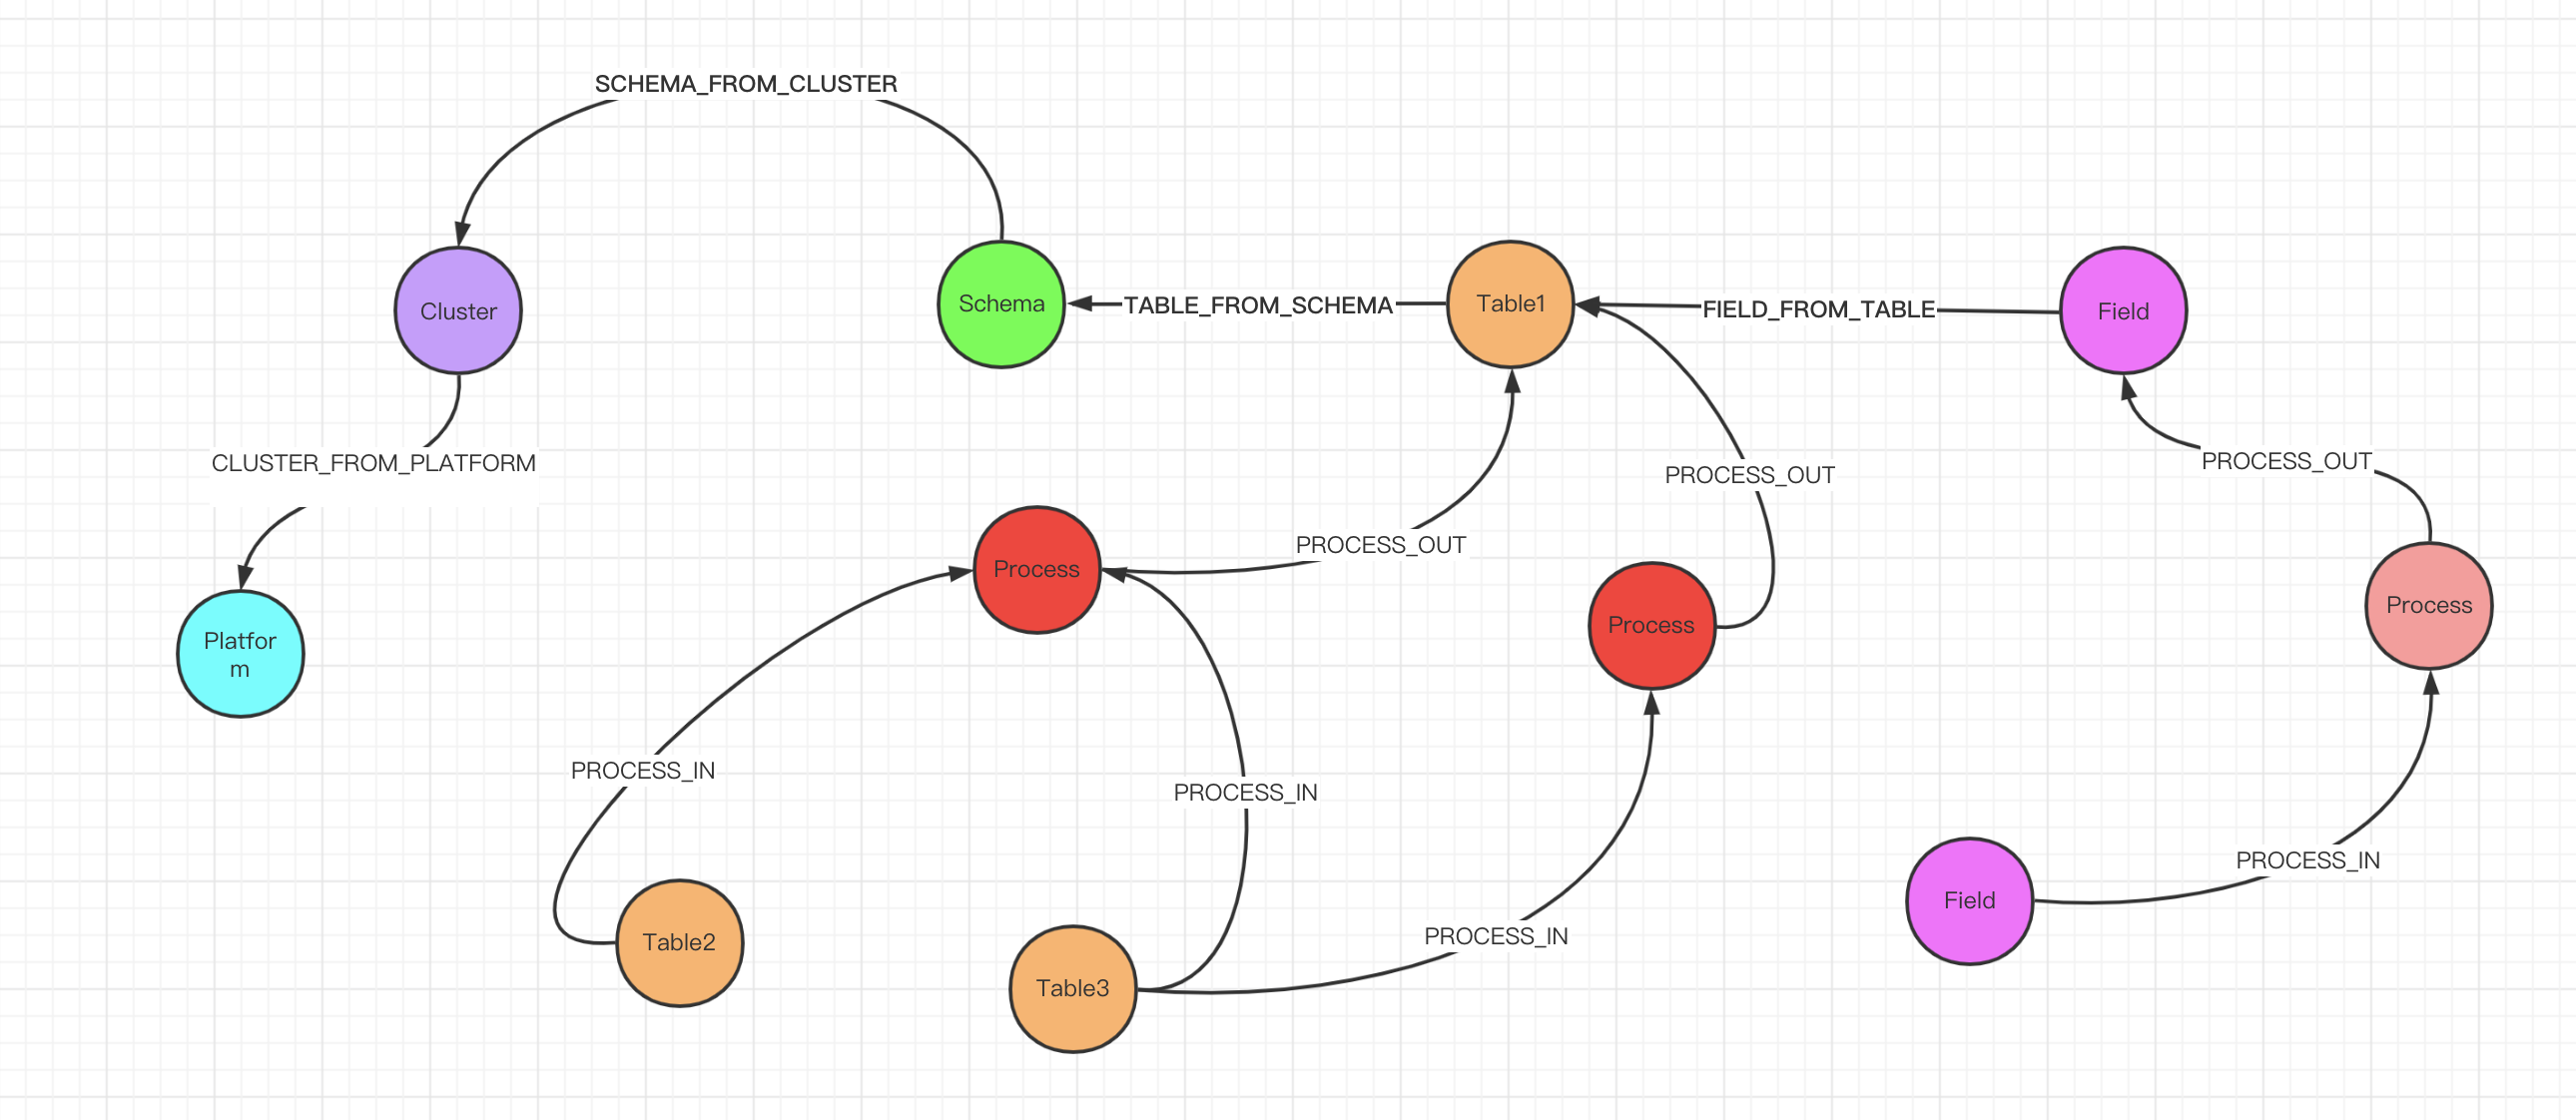 SCHEMA_FROM_CLUSTER
Cluster
Schema
TABLE_FROM_SCHEMA
Table1
FIELD_FROM_TABLE
Field
CLUSTER_FROM_PLATFORM
PROCESS_OUT
PROCESS_OUT
PROCESS_OUT
Platfor
m
Process
Process
Process
PROCESS_IN
PROCESS_IN
PROCESS_IN
PROCESS_IN
Table2
Table3
Field